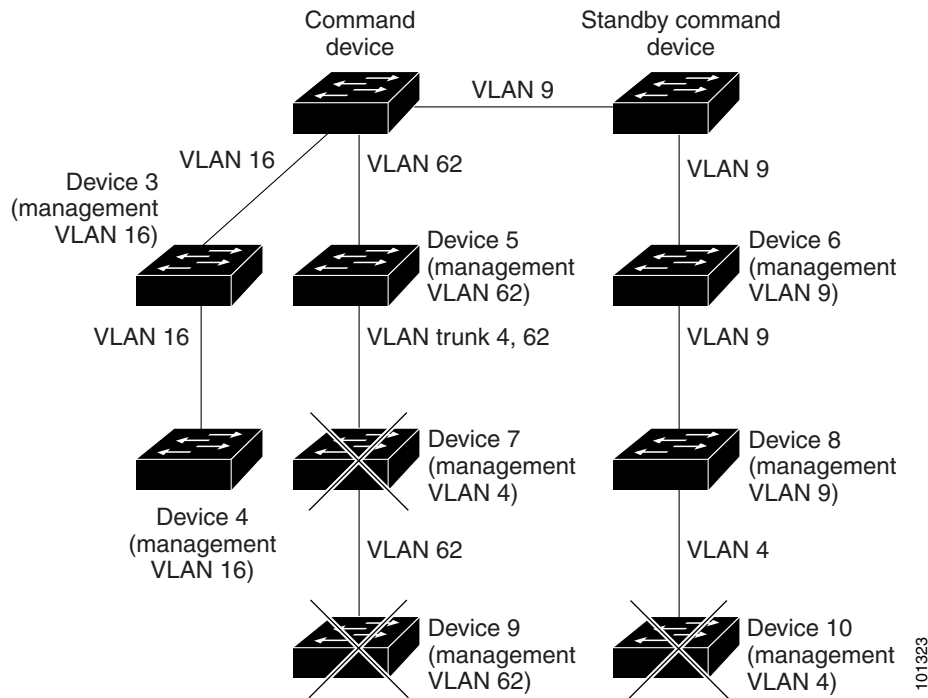 Command
device
Standby command
device
VLAN 9
VLAN 16
VLAN 62
VLAN 9
Device 3
(management
VLAN 16)
Device 5
(management
VLAN 62)
Device 6
(management
VLAN 9)
VLAN 16
VLAN trunk 4, 62
VLAN 9
Device 7
(management
VLAN 4)
Device 8
(management
VLAN 9)
Device 4
(management
VLAN 16)
VLAN 62
VLAN 4
Device 9
(management
VLAN 62)
Device 10
(management
VLAN 4)
101323